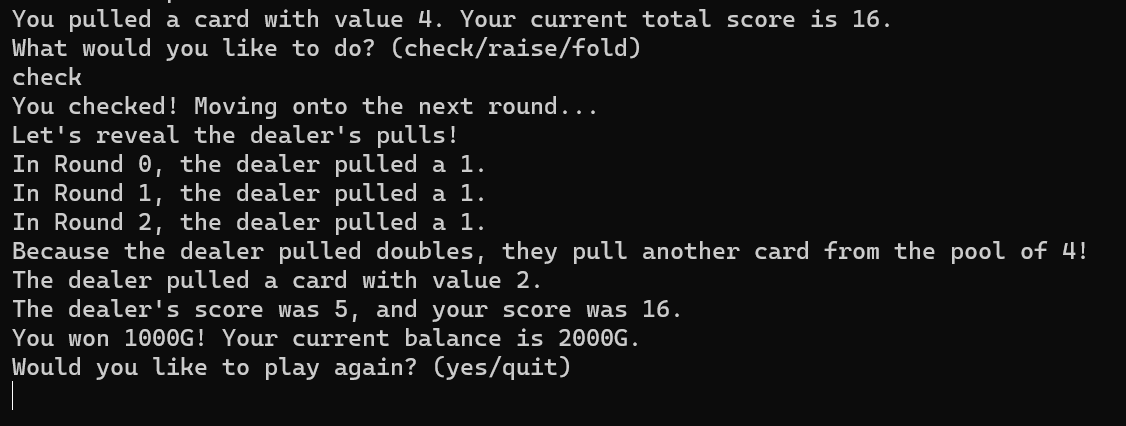 You pulled a card with value 4. Your current total score is 16.
What would you like to do? (check/raise/fold)
check
You checked! Moving onto the next round...
Let's reveal the dealer's pulls!
In Round 0, the dealer pulled a 1.
In Round 1, the dealer pulled a 1.
In Round 2, the dealer pulled a 1.
Because the dealer pulled doubles, they pull another card from the pool of 4!
The dealer pulled a card with value 2.
The dealer's score was 5, and your score was 16.
You won 1000G! Your current balance is 2000G.
Would you like to play again? (yes/quit)